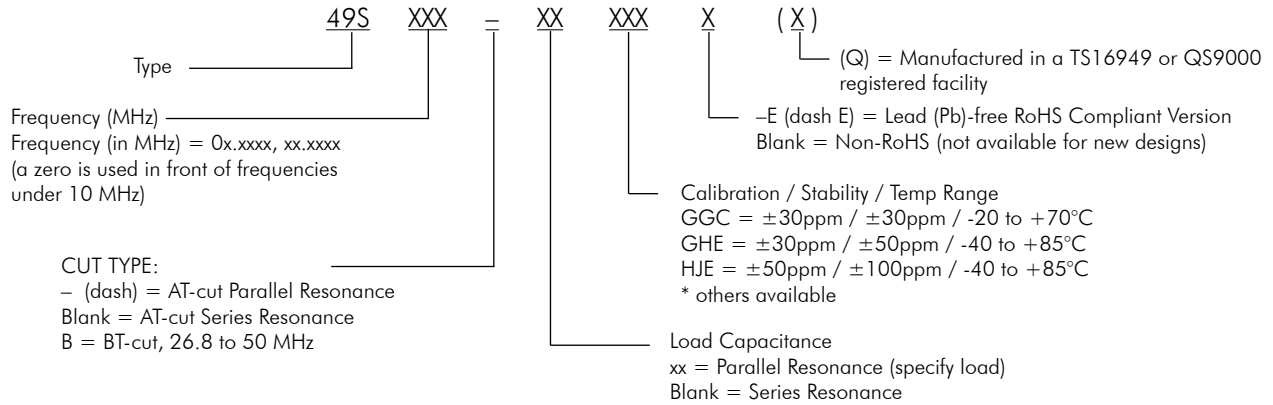 49S XXX – XX XXX X (X)
Type
(Q) = Manufactured in a TS16949 or QS9000
registered facility
Frequency (MHz)
Frequency (in MHz) = 0x.xxxx, xx.xxxx
(a zero is used in front of frequencies
under 10 MHz)
–E (dash E) = Lead (Pb)-free RoHS Compliant Version
Blank = Non-RoHS (not available for new designs)
Calibration / Stability / Temp Range
GGC = ±30ppm / ±30ppm / -20 to +70°C
GHE = ±30ppm / ±50ppm / -40 to +85°C
HJE = ±50ppm / ±100ppm / -40 to +85°C
* others available
CUT TYPE:
– (dash) = AT-cut Parallel Resonance
Blank = AT-cut Series Resonance
B = BT-cut, 26.8 to 50 MHz
Load Capacitance
xx = Parallel Resonance (specify load)
Blank = Series Resonance